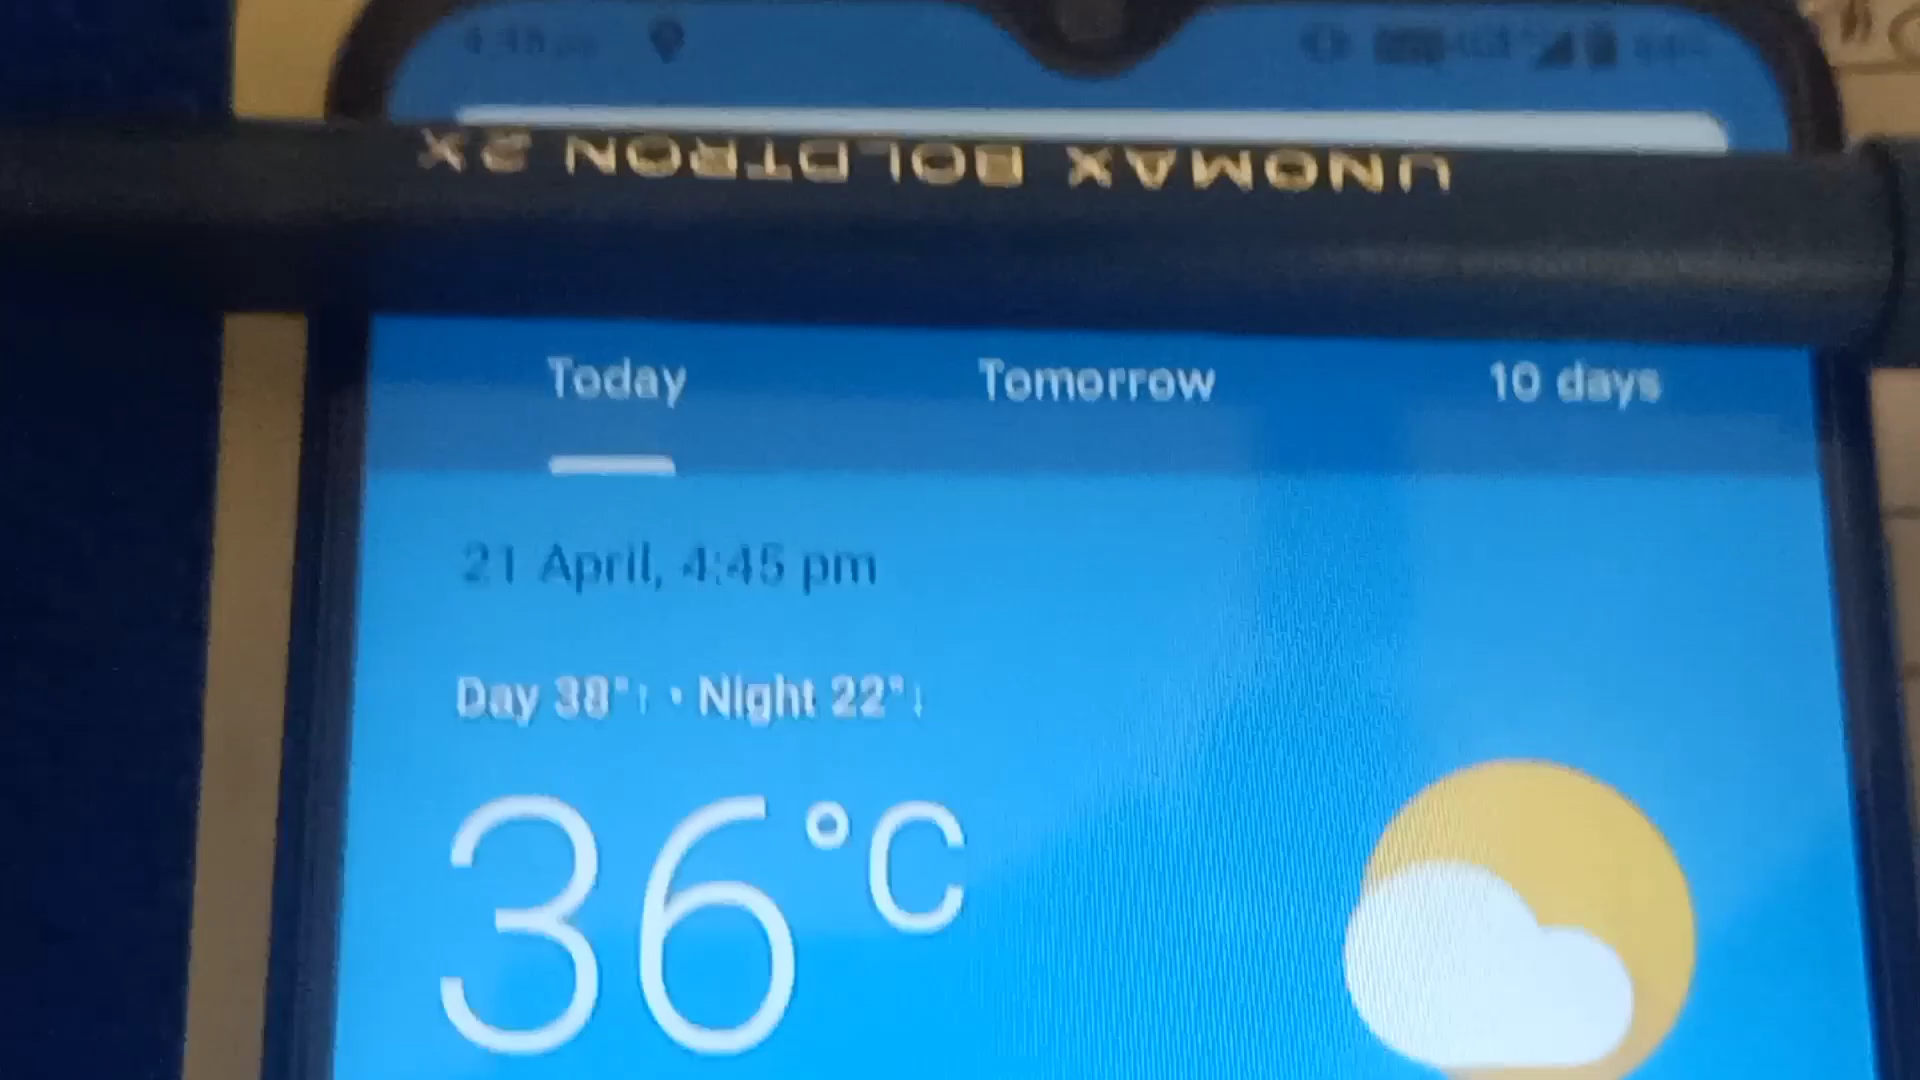 UNOMAX BOLDTRON 2X
Today Tomorrow 10 days
21 April, 4:45 pm
Day 38°↑ · Night 22°↓
36°C